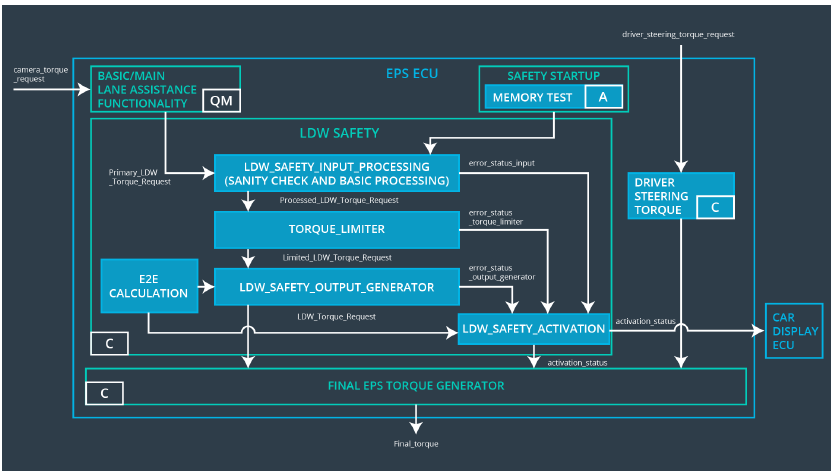 driver_steering_torque_request
camera_torque
_request
EPS ECU
BASIC/MAIN
LANE ASSISTANCE
FUNCTIONALITY
QM
SAFETY STARTUP
MEMORY TEST
A
LDW SAFETY
LDW_SAFETY_INPUT_PROCESSING
(SANITY CHECK AND BASIC PROCESSING)
error_status_input
Primary_LDW
_Torque_Request
DRIVER
STEERING
TORQUE
C
Processed_LDW_Torque_Request
TORQUE_LIMITER
error_status
_torque_limiter
Limited_LDW_Torque_Request
E2E
CALCULATION
LDW_SAFETY_OUTPUT_GENERATOR
error_status
_output_generator
LDW_Torque_Request
LDW_SAFETY_ACTIVATION
activation_status
CAR
DISPLAY
ECU
C
activation_status
FINAL EPS TORQUE GENERATOR
C
Final_torque